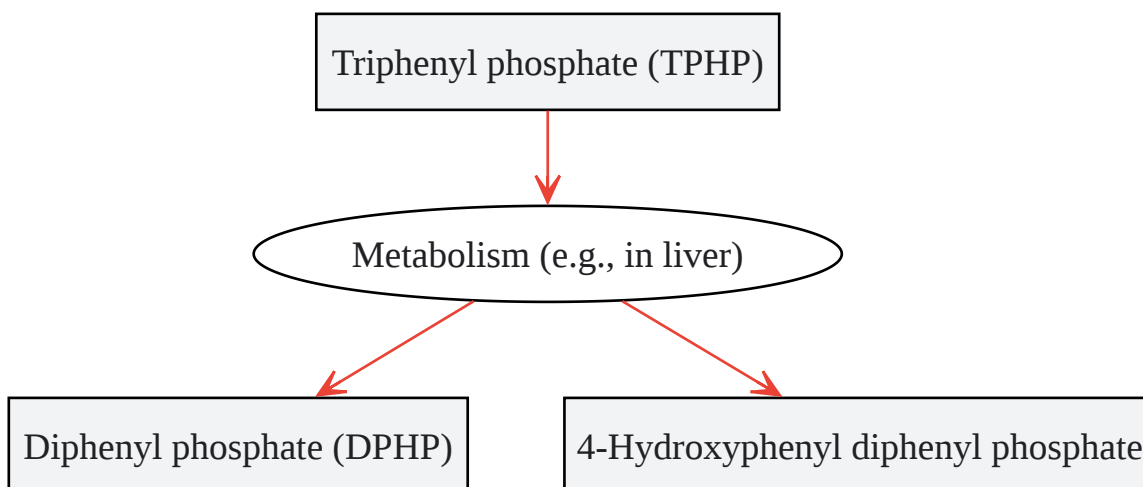 Triphenyl phosphate (TPHP)
Metabolism (e.g., in liver)
Diphenyl phosphate (DPHP)
4-Hydroxyphenyl diphenyl phosphate